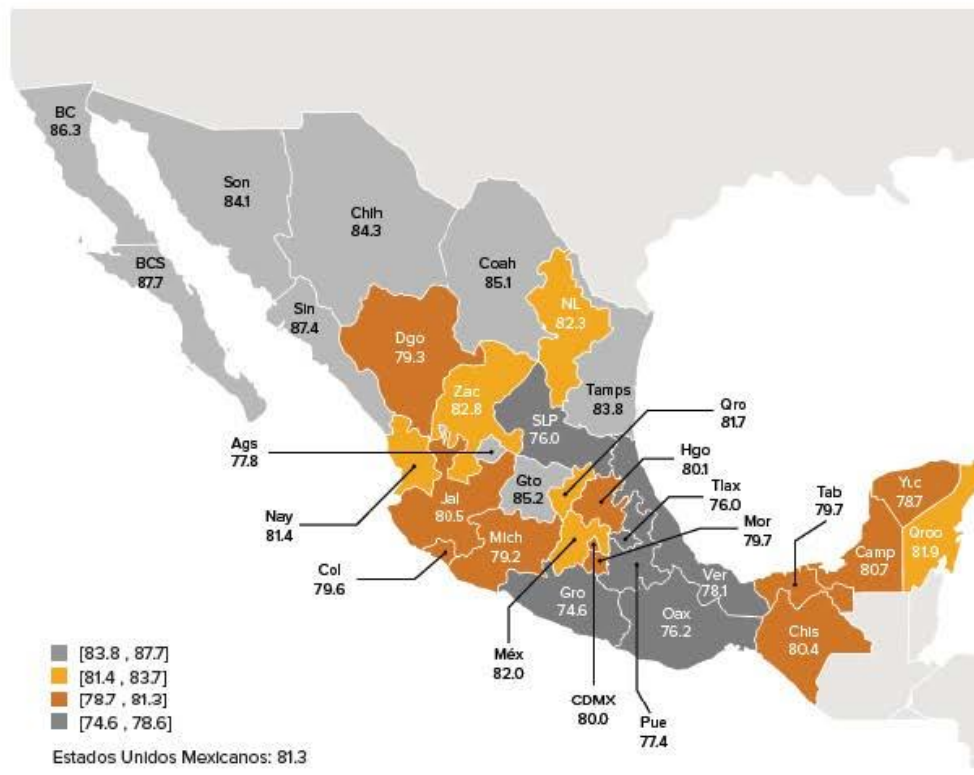 BC
86.3
Son
84.1
Chih
84.3
BCS
87.7
Coah
85.1
Sin
87.4
NL
82.3
Dgo
79.3
Zac
82.8
Tamps
83.8
SLP
76.0
Qro
81.7
Ags
77.8
Hgo
80.1
Gto
85.2
Tlax
76.0
Tab
79.7
Yuc
78.7
Jal
80.5
Nay
81.4
Mor
79.7
Qroo
81.9
Mich
79.2
Camp
80.7
Col
79.6
Ver
78.1
Gro
74.6
Oax
76.2
Chis
80.4
Méx
82.0
CDMX
80.0
Pue
77.4
[83.8 , 87.7]
[81.4 , 83.7]
[78.7 , 81.3]
[74.6 , 78.6]
Estados Unidos Mexicanos: 81.3